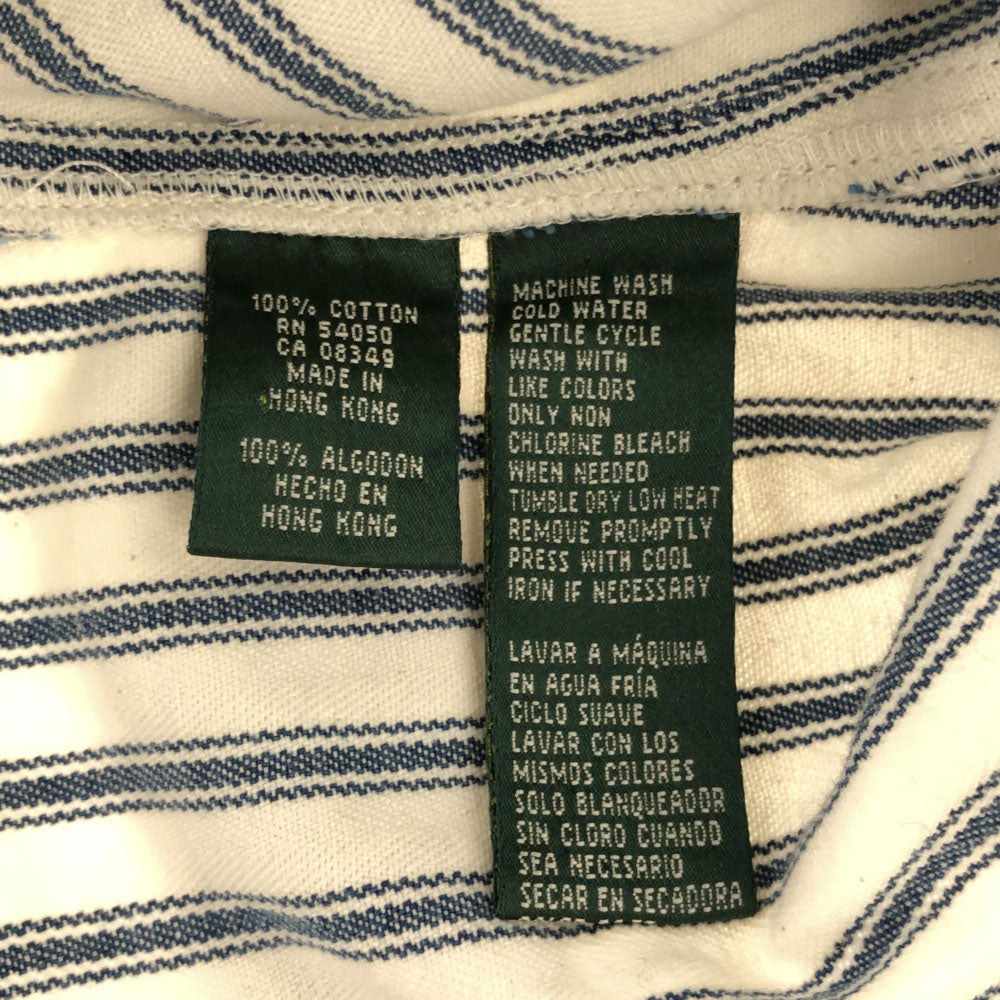 100% COTTON
RN 54050
CA 08349
MADE IN
HONG KONG
100% ALGODON
HECHO EN
HONG KONG
MACHINE WASH
COLD WATER
GENTLE CYCLE
WASH WITH
LIKE COLORS
ONLY NON
CHLORINE BLEACH
WHEN NEEDED
TUMBLE DRY LOW HEAT
REMOVE PROMPTLY
PRESS WITH COOL
IRON IF NECESSARY
LAVAR A MÁQUINA
EN AGUA FRÍA
CICLO SUAVE
LAVAR CON LOS
MISMOS COLORES
SOLO BLANQUEADOR
SIN CLORO CUANDO
SEA NECESARIO
SECAR EN SECADORA